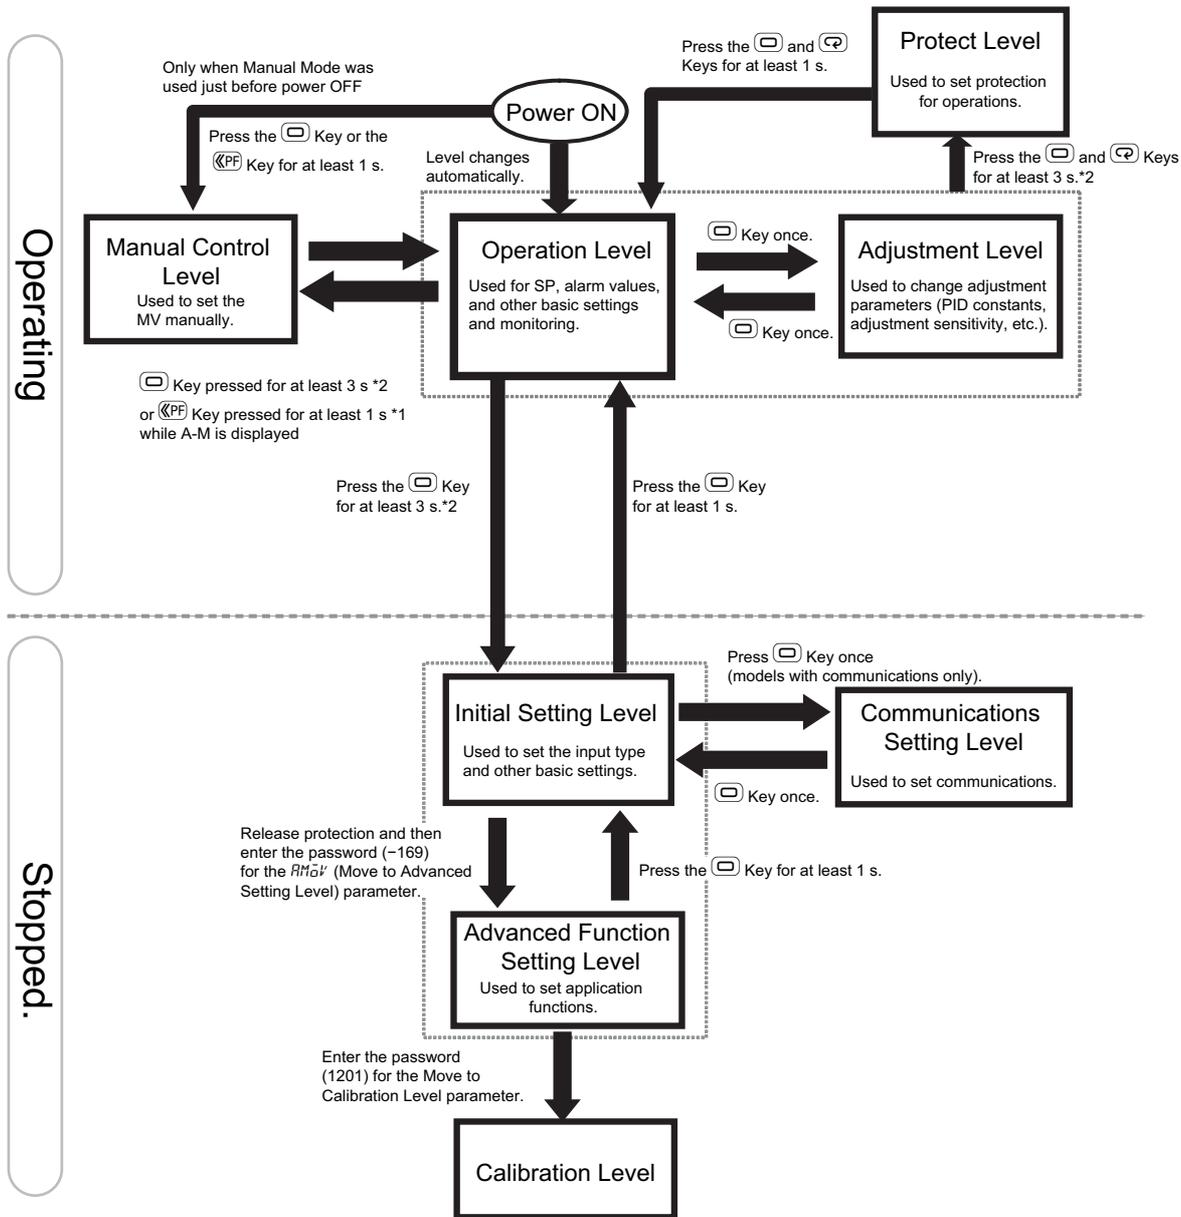 Operating
Only when Manual Mode was
used just before power OFF
Power ON
Press the Key or the
PF Key for at least 1 s.
Level changes
automatically.
Press the and
Keys for at least 1 s.
Protect Level
Used to set protection
for operations.
Press the and Keys
for at least 3 s.*2
Manual Control
Level
Used to set the
MV manually.
Operation Level
Used for SP, alarm values,
and other basic settings
and monitoring.
Key once.
Key once.
Adjustment Level
Used to change adjustment
parameters (PID constants,
adjustment sensitivity, etc.).
Key pressed for at least 3 s *2
or PF Key pressed for at least 1 s *1
while A-M is displayed
Press the Key
for at least 3 s.*2
Press the Key
for at least 1 s.
Stopped.
Initial Setting Level
Used to set the input type
and other basic settings.
Press Key once
(models with communications only).
Key once.
Communications
Setting Level
Used to set communications.
Release protection and then
enter the password (−169)
for the AMoV (Move to Advanced
Setting Level) parameter.
Press the Key for at least 1 s.
Advanced Function
Setting Level
Used to set application
functions.
Enter the password
(1201) for the Move to
Calibration Level parameter.
Calibration Level